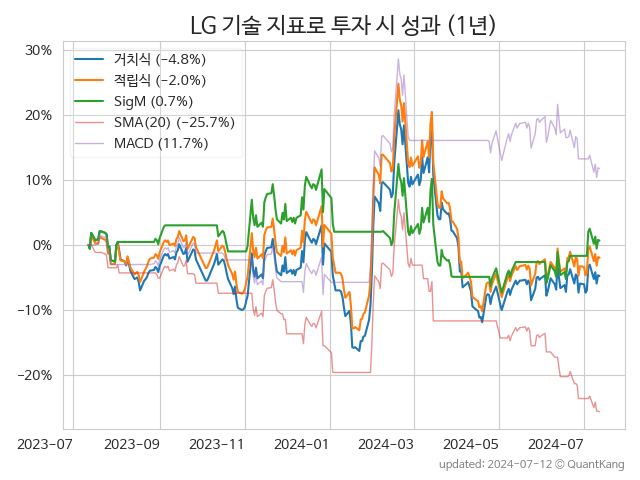 LG 기술 지표로 투자 시 성과 (1년)
30%
20%
10%
0%
−10%
−20%
거치식 (−4.8%)
적립식 (−2.0%)
SigM (0.7%)
SMA(20) (−25.7%)
MACD (11.7%)
2023-07 2023-09 2023-11 2024-01 2024-03 2024-05 2024-07
updated: 2024-07-12 © QuantKang